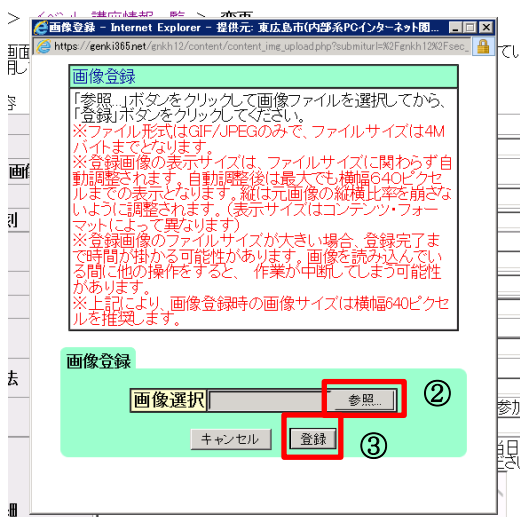 > イベント・講座情報一覧 > 変更
画像登録 - Internet Explorer - 提供元: 東広島市(内部系PCインターネット閲...
https://genki365.net/gnkh12/content/content_img_upload.php?submiturl=%2Fgnkh12%2Fsec_
画像登録
「参照...」ボタンをクリックして画像ファイルを選択してから、
「登録」ボタンをクリックしてください。
※ファイル形式はGIF/JPEGのみで、ファイルサイズは4M
バイトまでとなります。
※登録画像の表示サイズは、ファイルサイズに関わらず自
動調整されます。自動調整後は最大でも横幅640ピクセ
ルまでの表示となります。縦は元画像の縦横比率を崩さな
いように調整されます。（表示サイズはコンテンツ・フォー
マットによって異なります）
※登録画像のファイルサイズが大きい場合、登録完了ま
で時間が掛かる可能性があります。画像を読み込んでい
る間に他の操作をすると、 作業が中断してしまう可能性
があります。
※上記により、画像登録時の画像サイズは横幅640ピクセ
ルを推奨します。
画像登録
画像選択 参照... ②
キャンセル 登録 ③